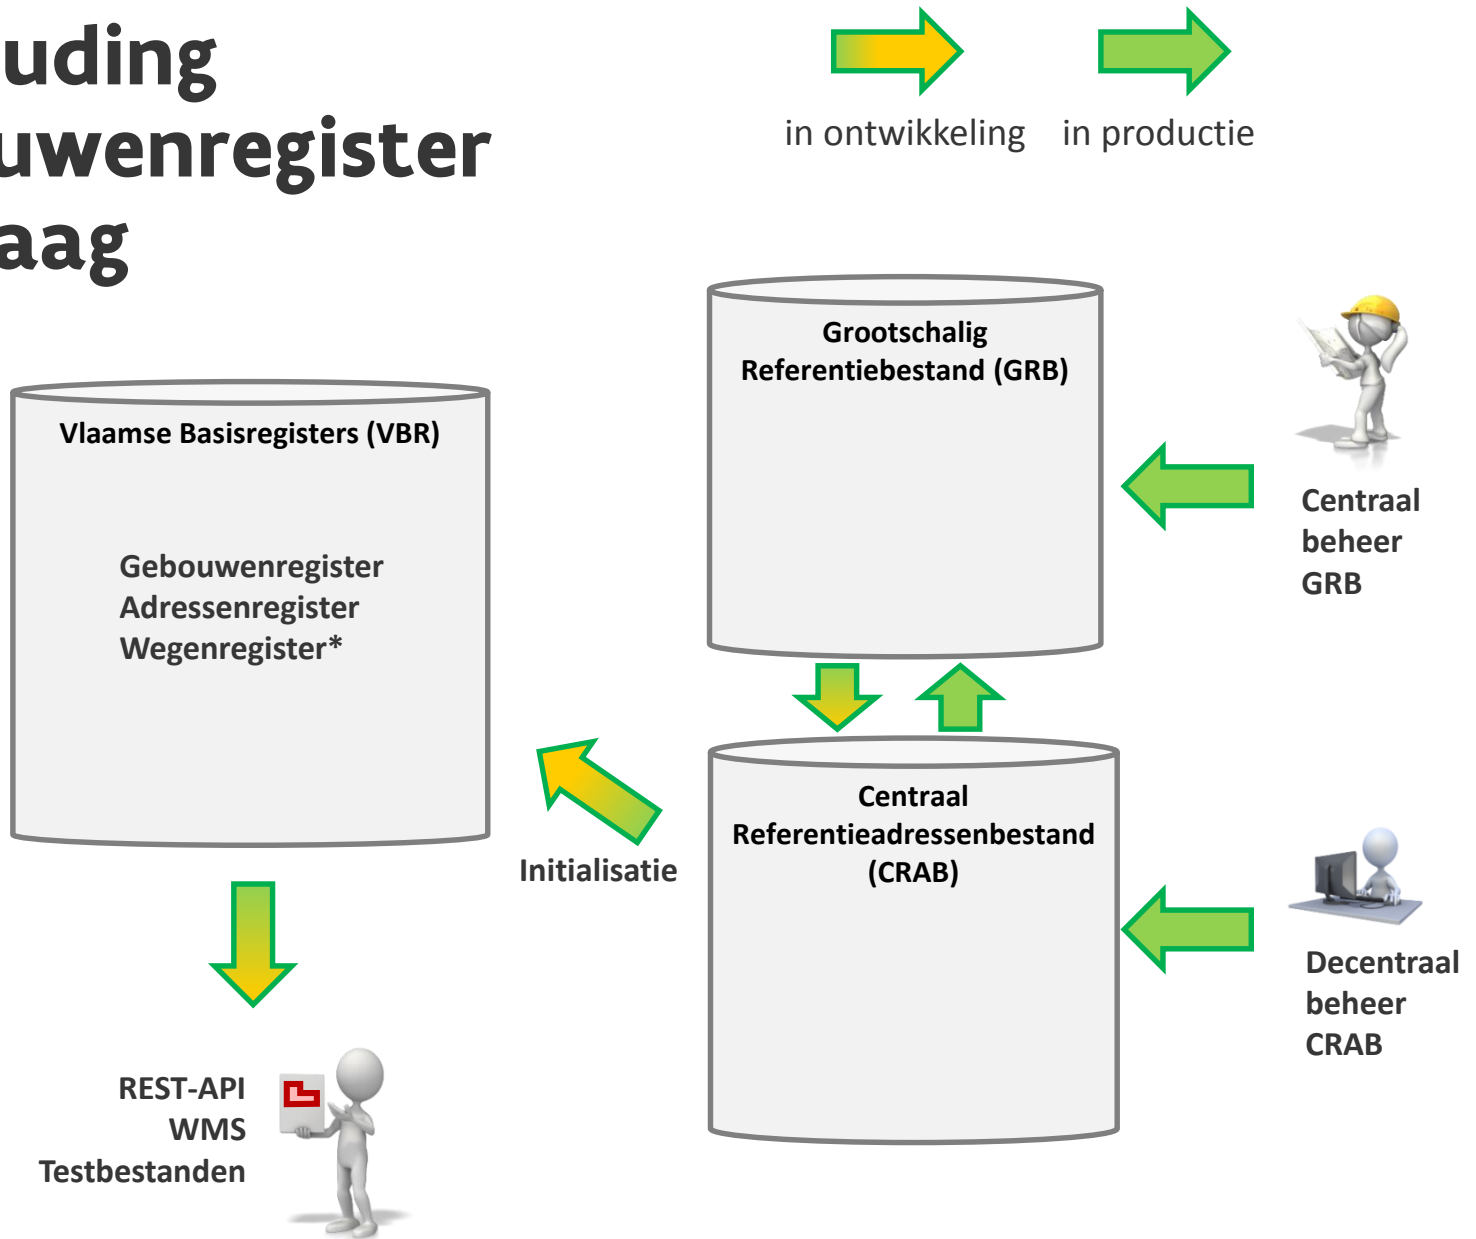 uding
uwenregister
aag
in ontwikkeling
in productie
Grootschalig
Referentiebestand (GRB)
Centraal
beheer
GRB
Vlaamse Basisregisters (VBR)
Gebouwenregister
Adressenregister
Wegenregister*
Initialisatie
Centraal
Referentieadressenbestand
(CRAB)
Decentraal
beheer
CRAB
REST-API
WMS
Testbestanden